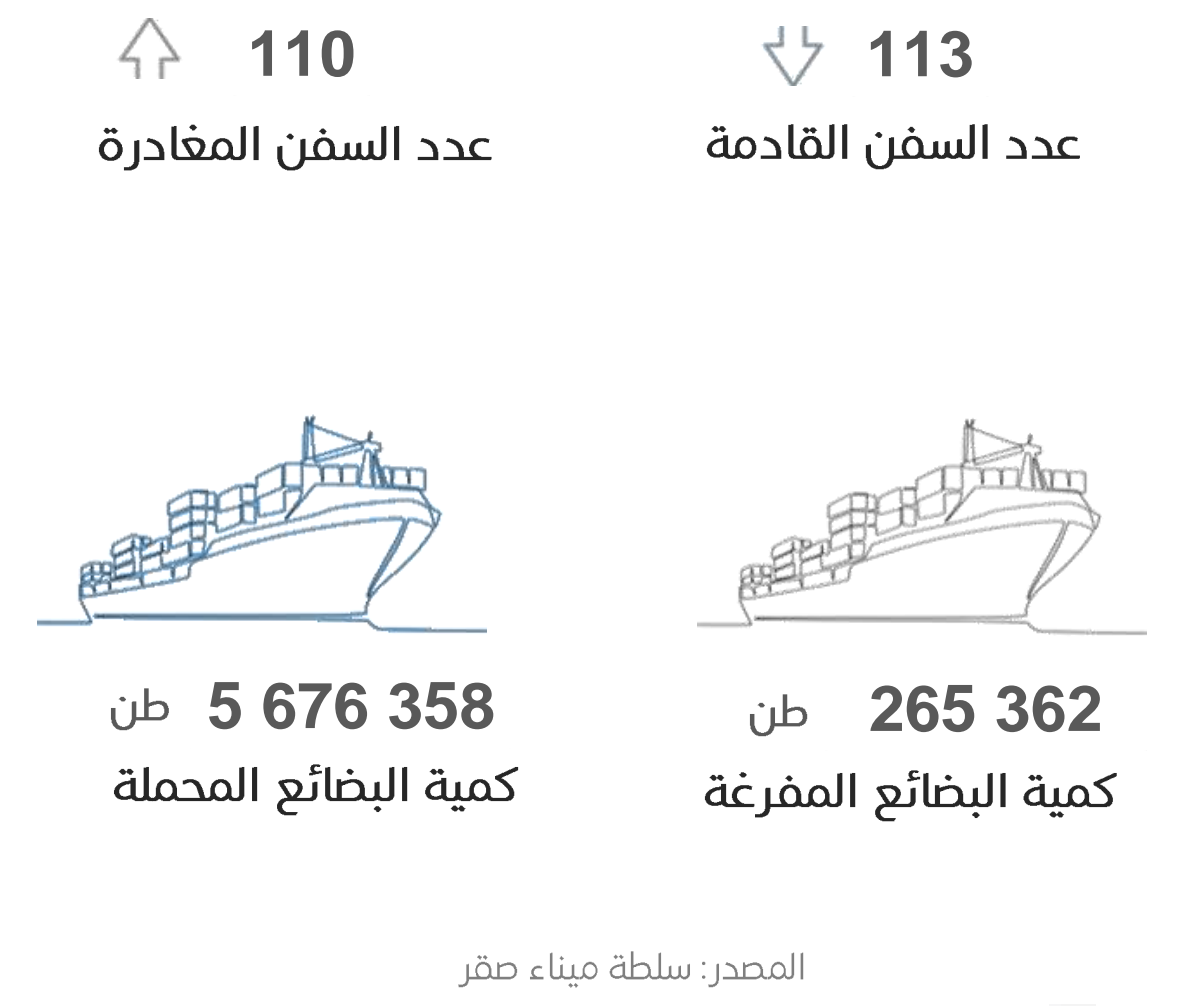 113
عدد السفن القادمة
110
عدد السفن المغادرة
265 362 طن
كمية البضائع المفرغة
5 676 358 طن
كمية البضائع المحملة
المصدر: سلطة ميناء صقر